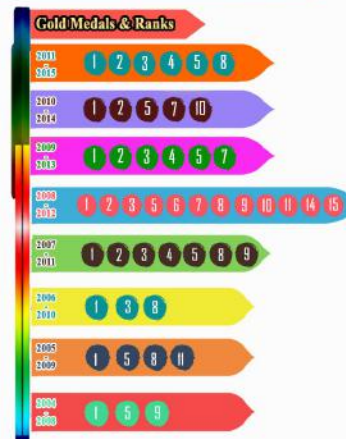 Gold Medals & Ranks
2011 - 2015 1 2 3 4 5 8
2010 - 2014 1 2 5 7 10
2009 - 2013 1 2 3 4 5 7
2008 - 2012 1 2 3 5 6 7 8 9 10 11 14 15
2007 - 2011 1 2 3 4 5 8 9
2006 - 2010 1 3 8
2005 - 2009 1 5 8 11
2004 - 2008 1 5 9